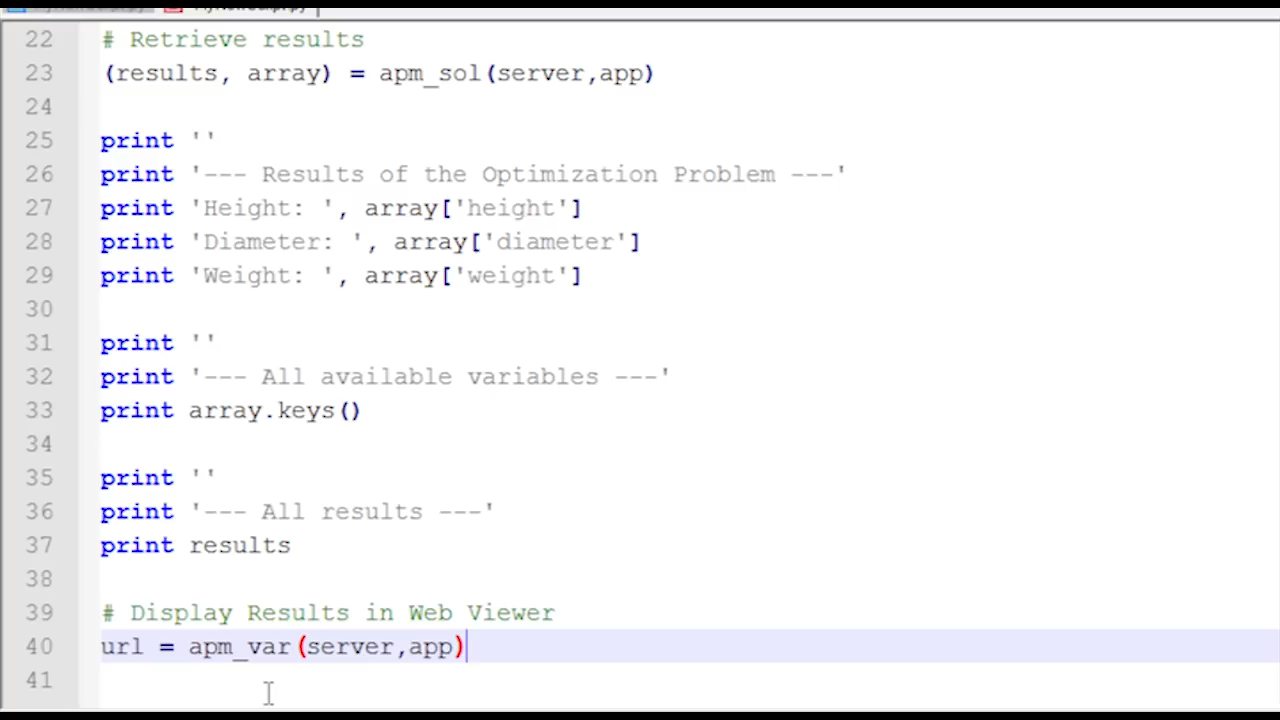 22 # Retrieve results
23 (results, array) = apm_sol(server,app)
24
25 print ''
26 print '--- Results of the Optimization Problem ---'
27 print 'Height: ', array['height']
28 print 'Diameter: ', array['diameter']
29 print 'Weight: ', array['weight']
30
31 print ''
32 print '--- All available variables ---'
33 print array.keys()
34
35 print ''
36 print '--- All results ---'
37 print results
38
39 # Display Results in Web Viewer
40 url = apm_var(server,app)
41